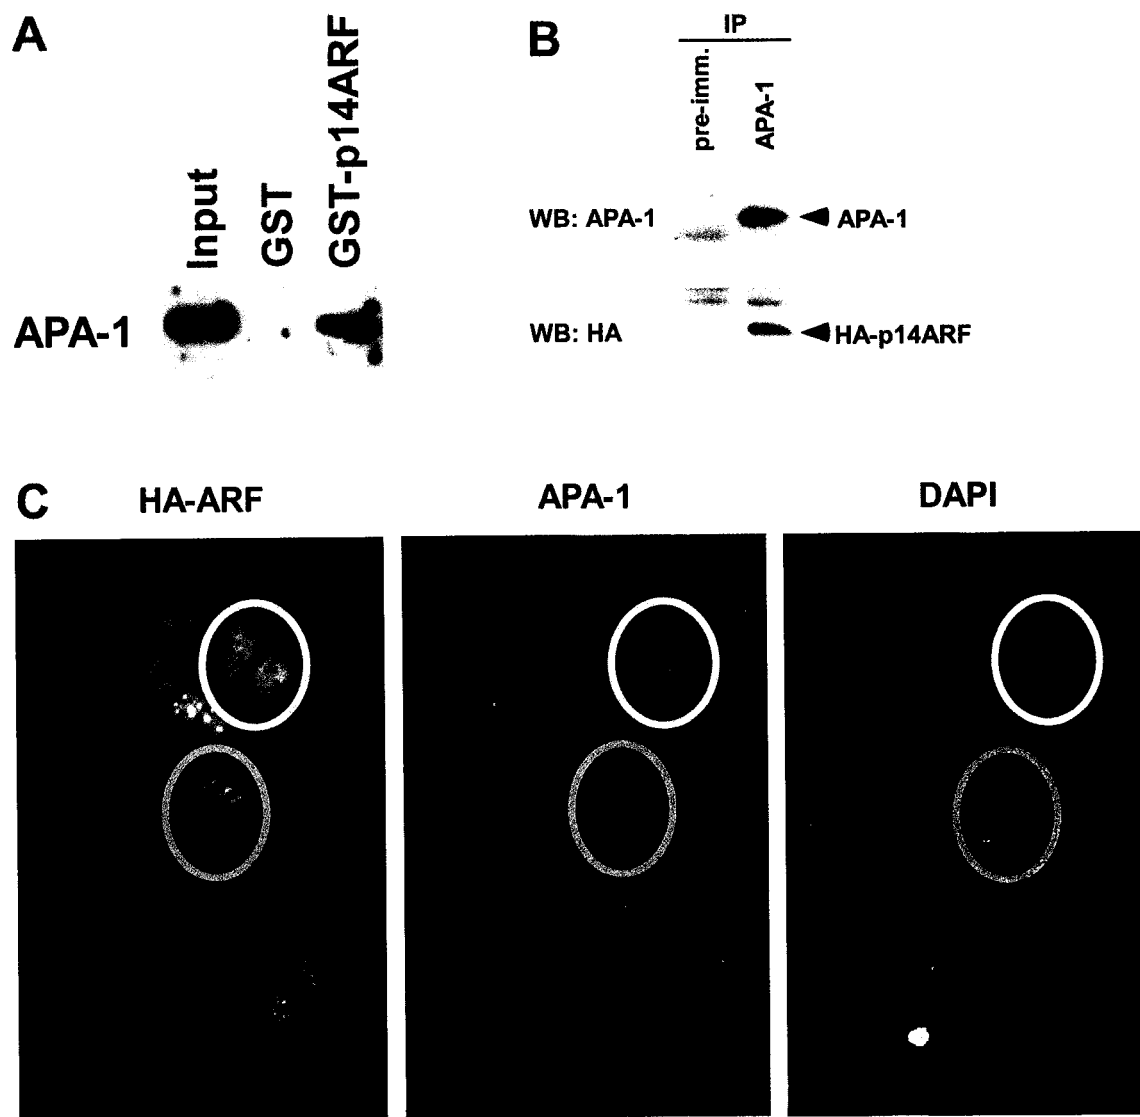 A
Input
GST
GST-p14ARF
APA-1
B
IP
pre-imm.
APA-1
WB: APA-1
APA-1
WB: HA
HA-p14ARF
C
HA-ARF
APA-1
DAPI